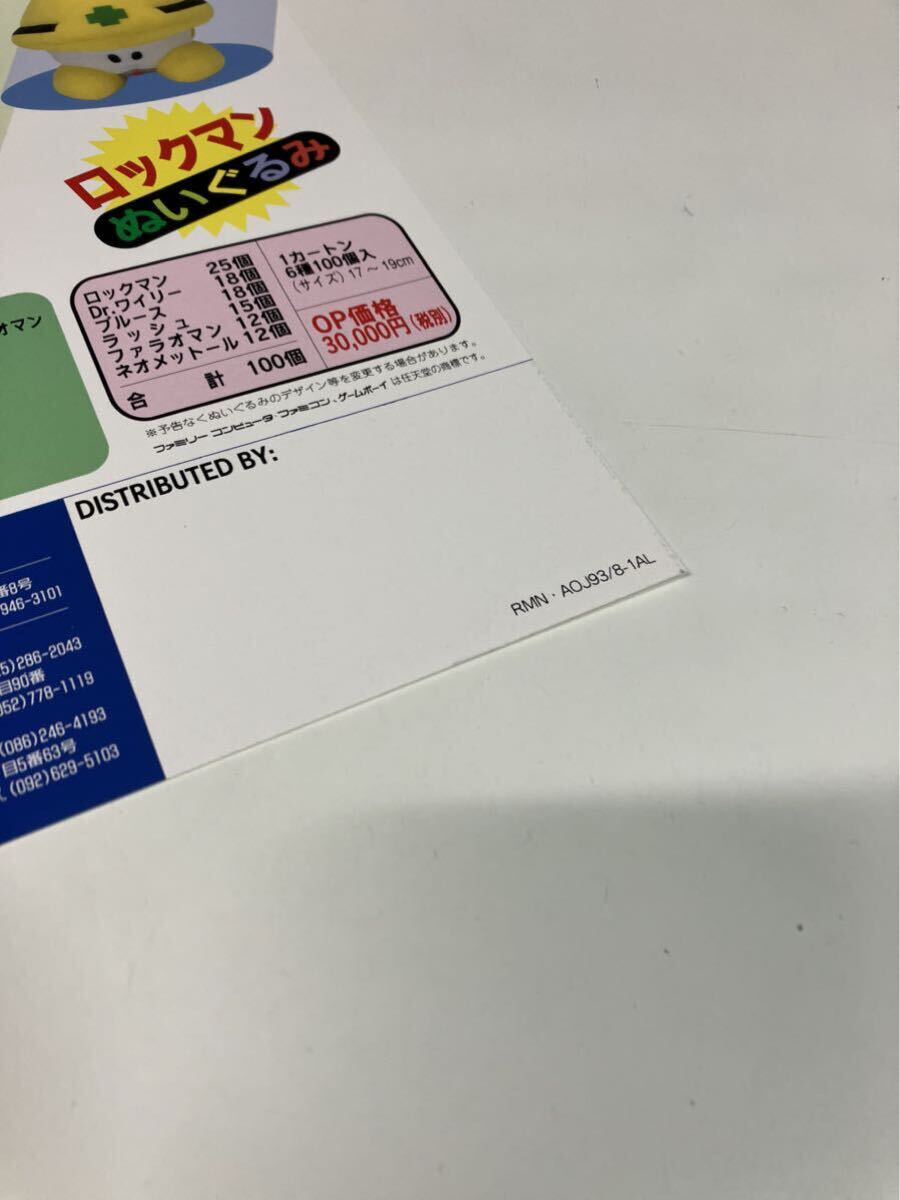 ロックマン
ぬいぐるみ
ロックマン 25個
Dr.ワイリー 18個
ブルース 18個
ラッシュ 15個
ファラオマン 12個
ネオメットール 12個
合計 100個
1カートン
6種100個入
(サイズ) 17～19cm
OP価格
30,000円(税別)
※予告なくぬいぐるみのデザイン等を変更する場合があります。
ファミリーコンピュータ・ファミコン、ゲームボーイは任天堂の商標です。
オマン
DISTRIBUTED BY:
番8号
946-3101
5)286-2043
目90番
052)778-1119
(086)246-4193
目5番63号
(092)629-5103
RMN・AOJ93/8-1AL